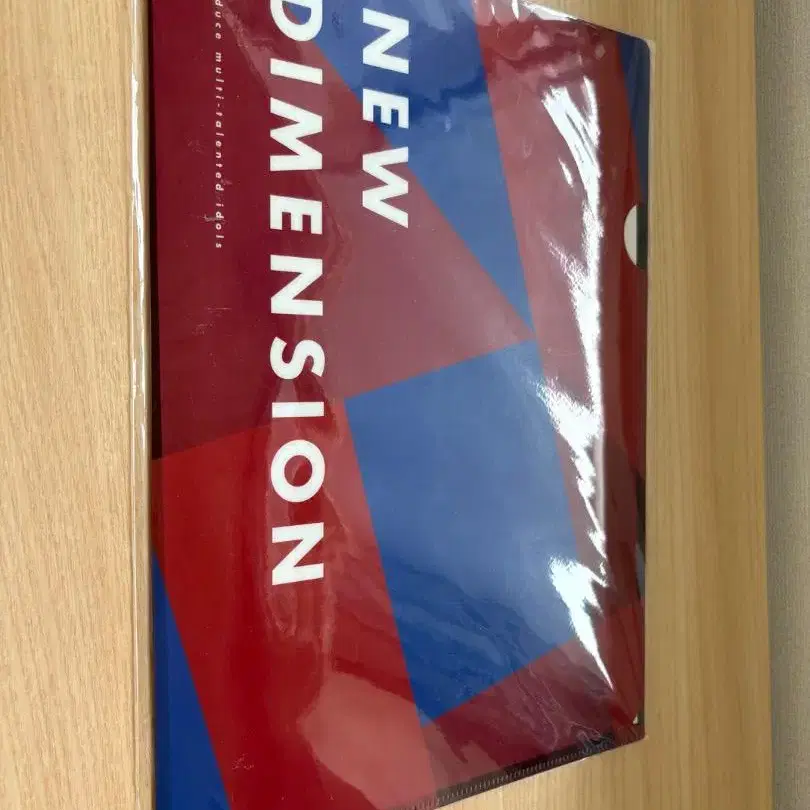 NEW
DIMENSION
duce multi-talented idols